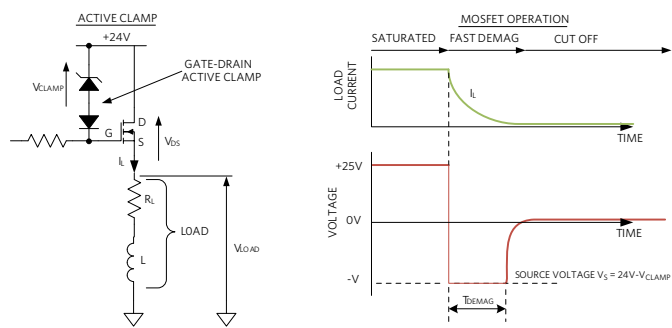 ACTIVE CLAMP
+24V
VCLAMP
GATE-DRAIN
ACTIVE CLAMP
D
G
S
VDS
IL
RL
LOAD
L
VLOAD
MOSFET OPERATION
SATURATED
FAST DEMAG
CUT OFF
LOAD
CURRENT
IL
TIME
+25V
VOLTAGE
0V
TIME
-V
SOURCE VOLTAGE VS = 24V-VCLAMP
TDEMAG